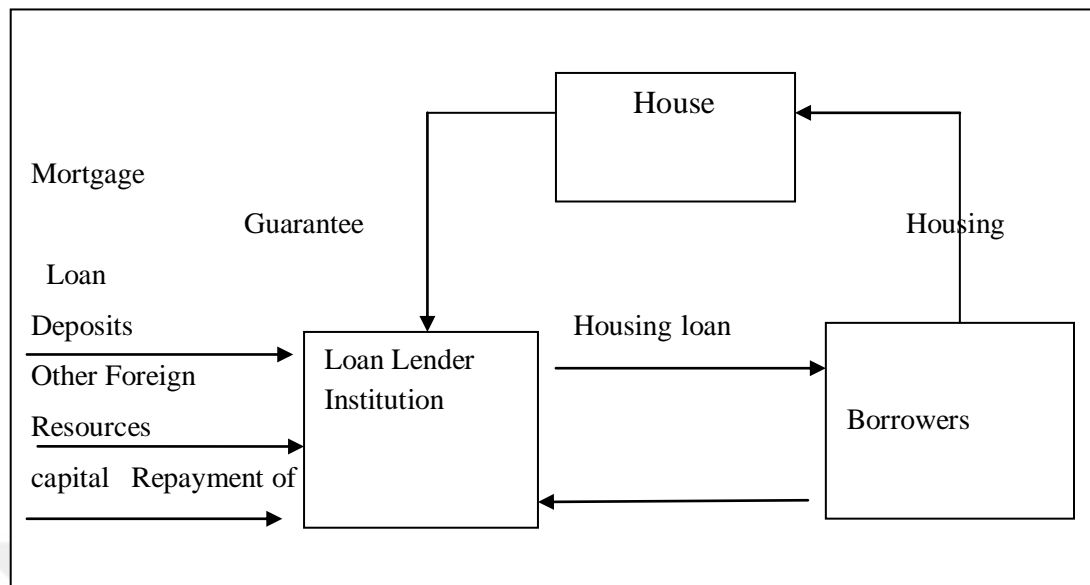 House
Mortgage
Guarantee
Housing
Loan
Deposits
Housing loan
Other Foreign
Loan Lender
Institution
Resources
Borrowers
capital Repayment of